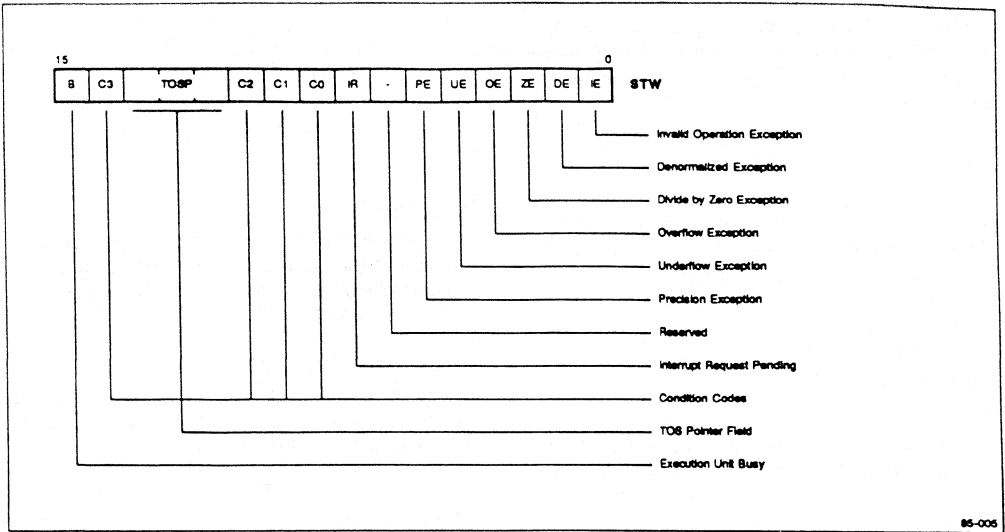 15 0
B C3 TOSP C2 C1 C0 IR - PE UE OE ZE DE IE STW
Invalid Operation Exception
Denormalized Exception
Divide by Zero Exception
Overflow Exception
Underflow Exception
Precision Exception
Reserved
Interrupt Request Pending
Condition Codes
TOS Pointer Field
Execution Unit Busy
85-005